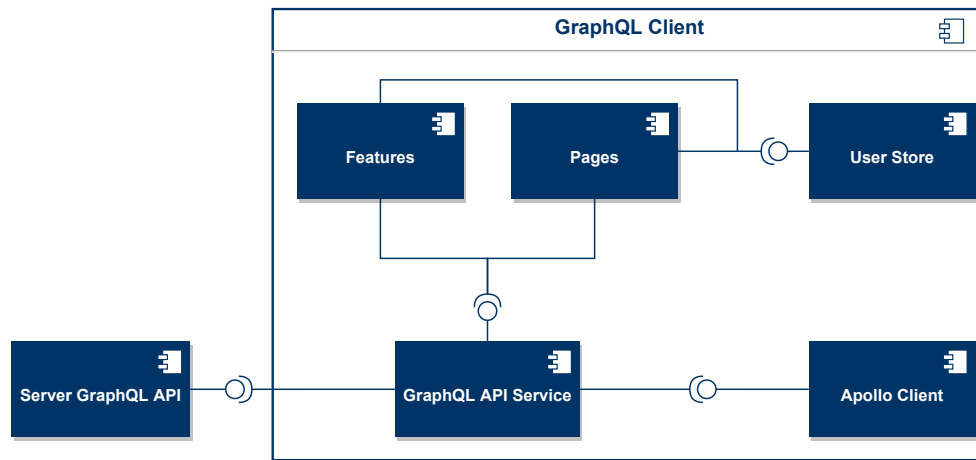 GraphQL Client
Features
Pages
User Store
Server GraphQL API
GraphQL API Service
Apollo Client